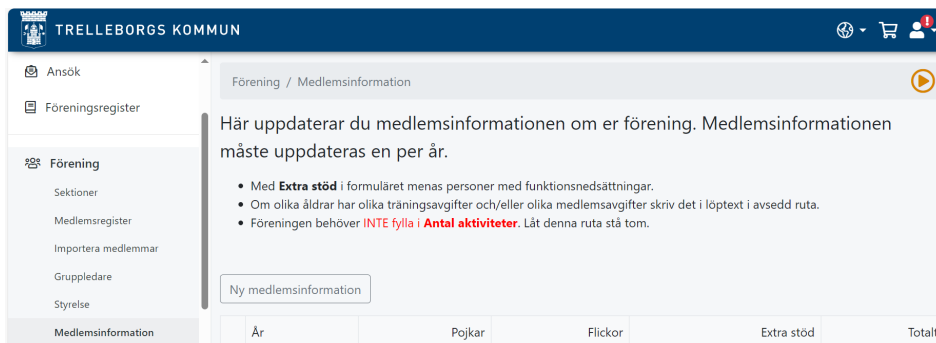 TRELLEBORGS KOMMUN
!
Ansök
Föreningsregister
Förening
Sektioner
Medlemsregister
Importera medlemmar
Gruppledare
Styrelse
Medlemsinformation
Förening / Medlemsinformation
Här uppdaterar du medlemsinformationen om er förening. Medlemsinformationen
måste uppdateras en per år.
• Med Extra stöd i formuläret menas personer med funktionsnedsättningar.
• Om olika åldrar har olika träningsavgifter och/eller olika medlemsavgifter skriv det i löptext i avsedd ruta.
• Föreningen behöver INTE fylla i Antal aktiviteter. Låt denna ruta stå tom.
Ny medlemsinformation
År Pojkar Flickor Extra stöd Totalt